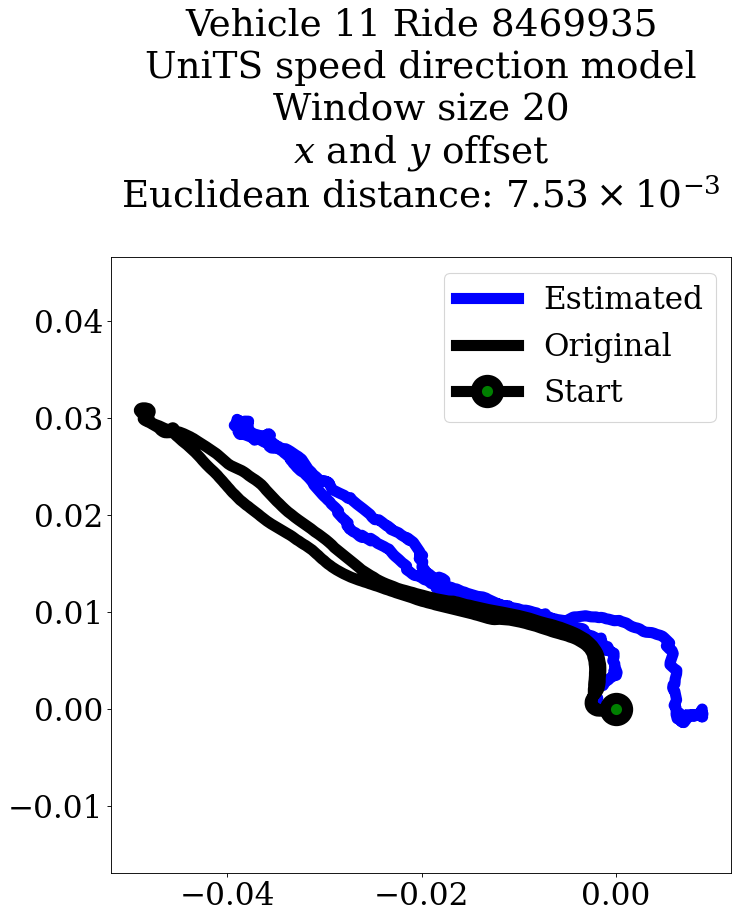 Vehicle 11 Ride 8469935
UniTS speed direction model
Window size 20
x and y offset
Euclidean distance: 7.53 × 10⁻³
Estimated
Original
Start
0.04
0.03
0.02
0.01
0.00
−0.01
−0.04 −0.02 0.00